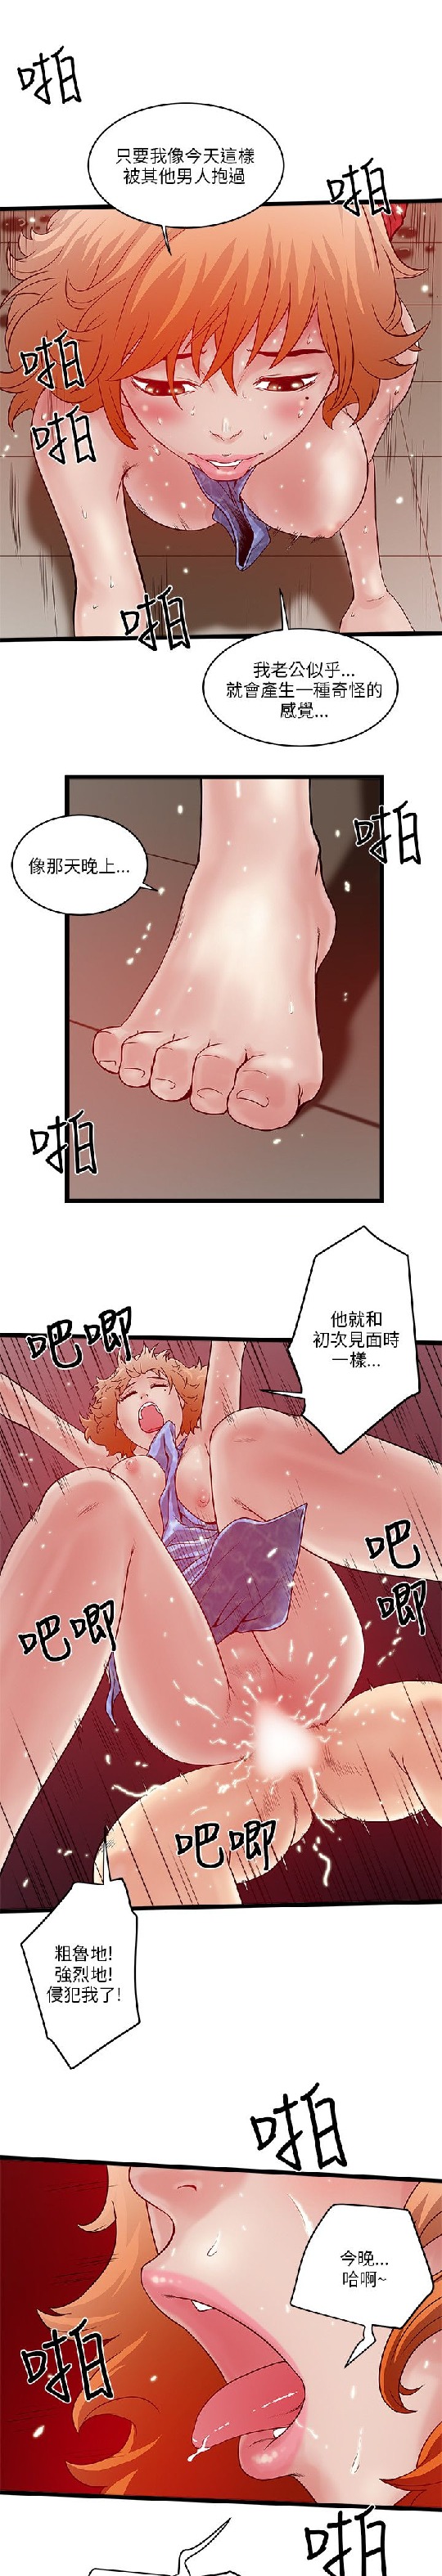 啪
只要我像今天這樣
被其他男人抱過
啪
啪
啪
啪
我老公似乎...
就會產生一種奇怪的
感覺...
啪
像那天晚上...
啪
他就和
初次見面時
一樣...
吧唧
吧
唧
吧唧
吧唧
粗魯地!
強烈地!
侵犯我了!
啪
今晚...
哈啊~
啪
啪